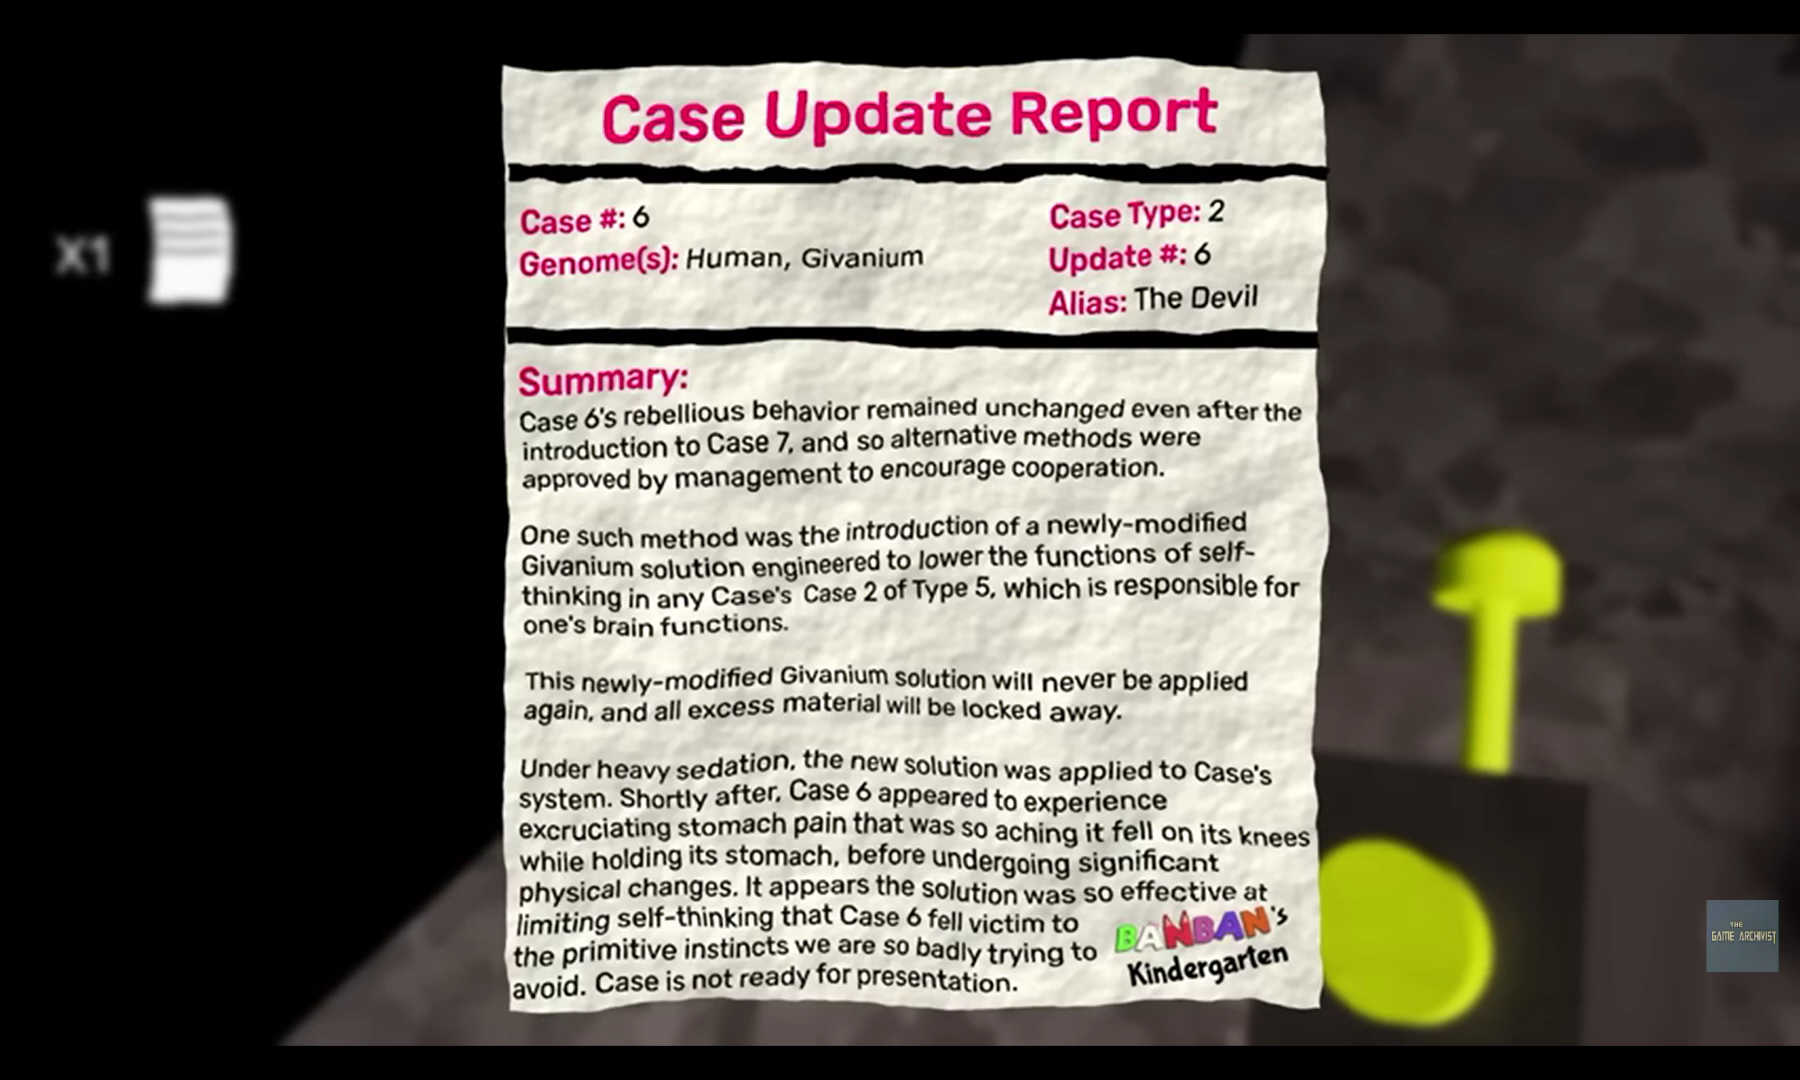 Case Update Report
Case #: 6
Genome(s): Human, Givanium
Case Type: 2
Update #: 6
Alias: The Devil
X1
Summary:
Case 6's rebellious behavior remained unchanged even after the
introduction to Case 7, and so alternative methods were
approved by management to encourage cooperation.
One such method was the introduction of a newly-modified
Givanium solution engineered to lower the functions of self-
thinking in any Case's Case 2 of Type 5, which is responsible for
one's brain functions.
This newly-modified Givanium solution will never be applied
again, and all excess material will be locked away.
Under heavy sedation, the new solution was applied to Case's
system. Shortly after, Case 6 appeared to experience
excruciating stomach pain that was so aching it fell on its knees
while holding its stomach, before undergoing significant
physical changes. It appears the solution was so effective at
limiting self-thinking that Case 6 fell victim to
the primitive instincts we are so badly trying to
avoid. Case is not ready for presentation.
BANBAN's
Kindergarten
THE
GAME ARCHIVIST